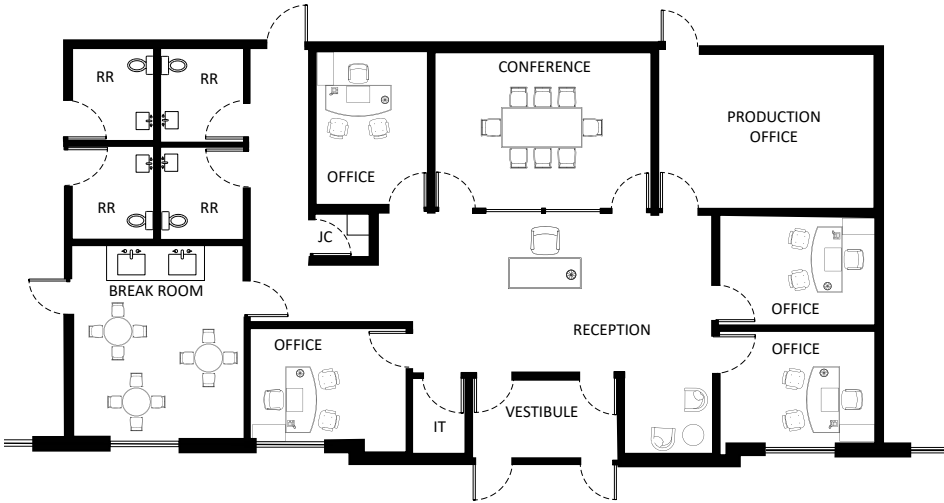 RR
RR
CONFERENCE
PRODUCTION
OFFICE
OFFICE
RR
RR
JC
BREAK ROOM
OFFICE
RECEPTION
OFFICE
OFFICE
IT
VESTIBULE